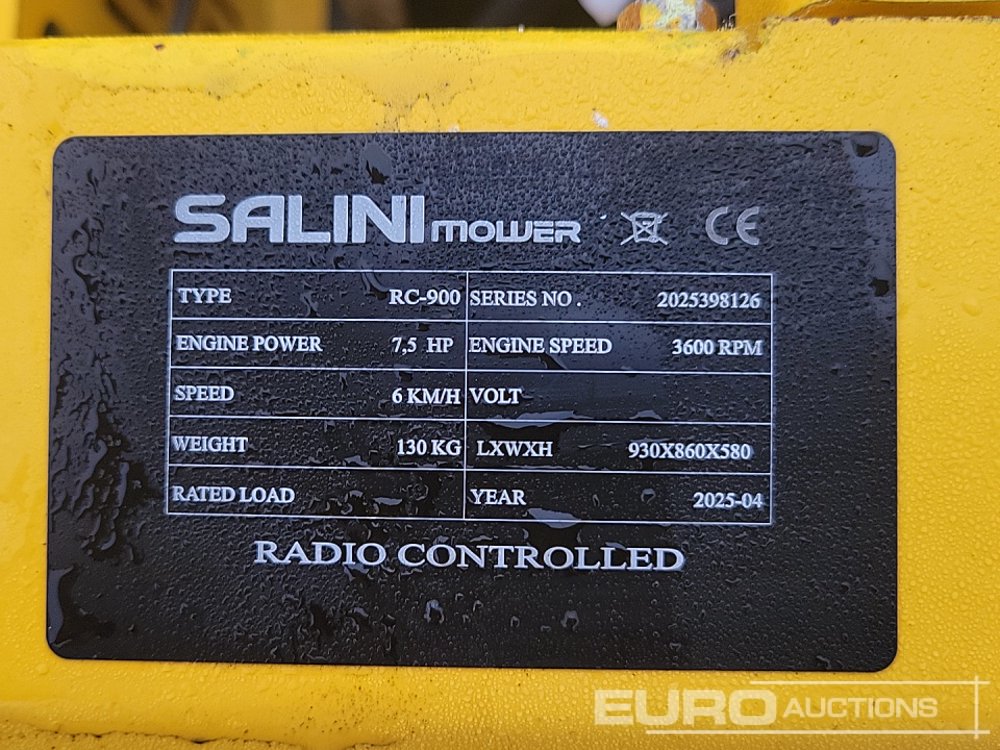 SALINI MOWER CE
TYPE RC-900 SERIES NO . 2025398126
ENGINE POWER 7,5 HP ENGINE SPEED 3600 RPM
SPEED 6 KM/H VOLT
WEIGHT 130 KG LXWXH 930X860X580
RATED LOAD YEAR 2025-04
RADIO CONTROLLED
EURO AUCTIONS